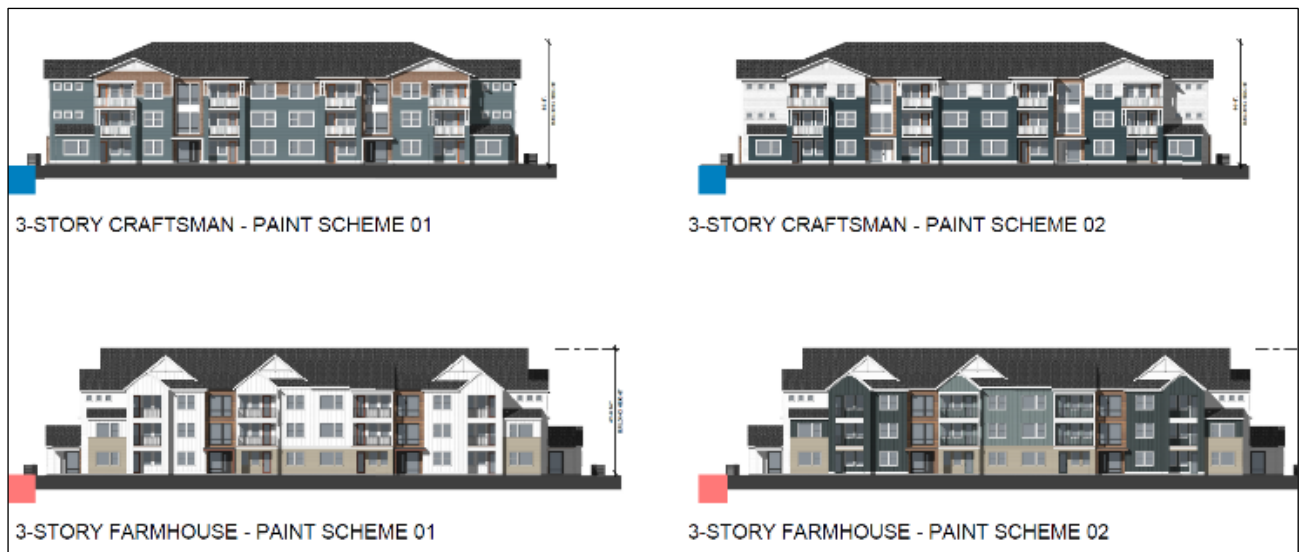 3-STORY CRAFTSMAN - PAINT SCHEME 01
3-STORY CRAFTSMAN - PAINT SCHEME 02
3-STORY FARMHOUSE - PAINT SCHEME 01
3-STORY FARMHOUSE - PAINT SCHEME 02